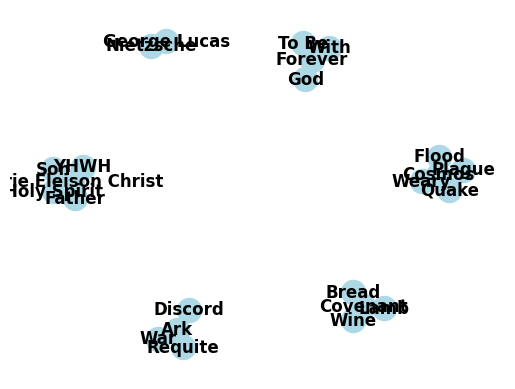 George Lucas
Nietzsche
To Be
With
Forever
God
Flood
Plague
Cosmos
Weary
Quake
YHWH
Son
rie Eleison Christ
Holy Spirit
Father
Bread
Covenant
Lamb
Wine
Discord
Ark
War
Requite